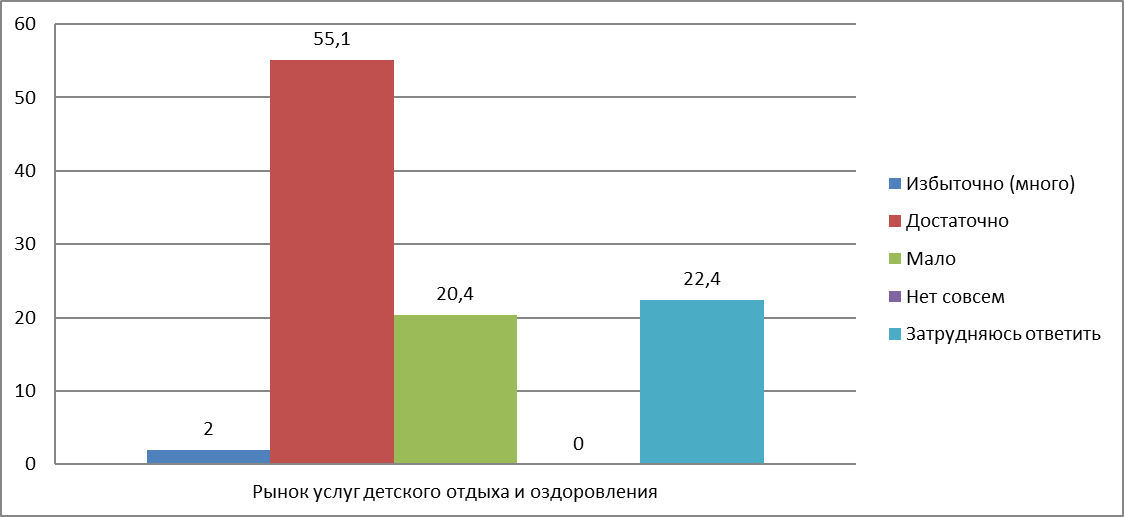 60
50
40
30
20
10
0
2
55,1
20,4
0
22,4
Рынок услуг детского отдыха и оздоровления
Избыточно (много)
Достаточно
Мало
Нет совсем
Затрудняюсь ответить